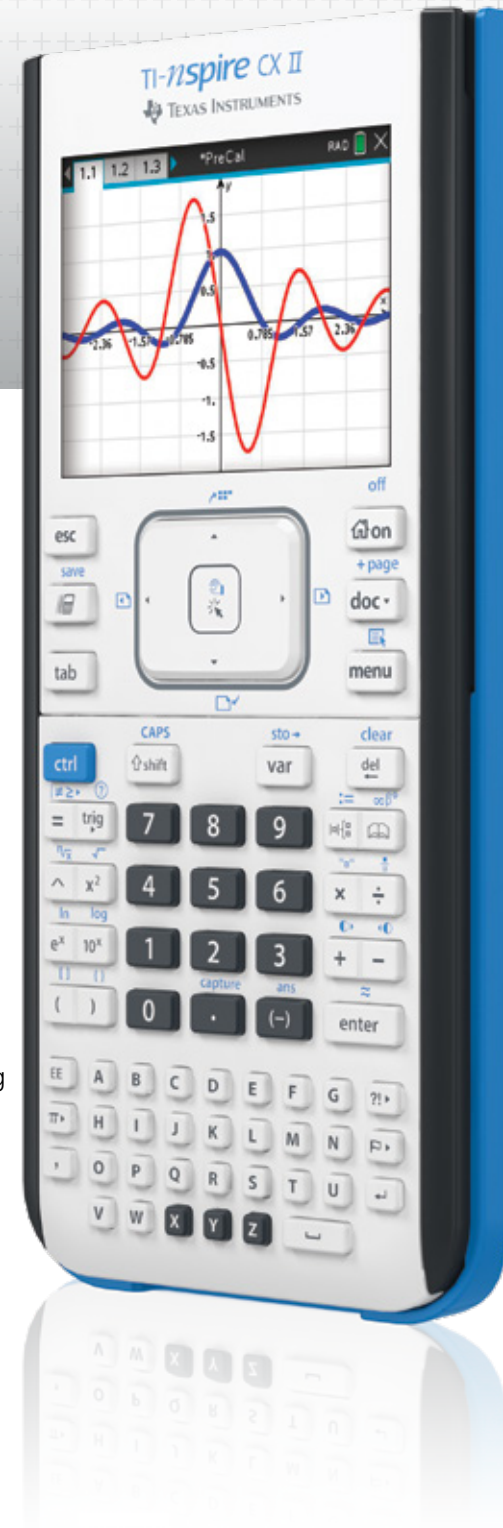 TI-nspire CX II
TEXAS INSTRUMENTS
1.1 1.2 1.3 *PreCal RAD
y
1.5
1.
0.5
x
-2.36 -1.57 -0.785 0.785 1.57 2.36
-0.5
-1.
-1.5
off
esc on
save +page
doc
tab menu
CAPS sto→ clear
ctrl ⇧shift var del
≠≥▸ ? := ∞β°
= trig 7 8 9
ⁿ√x √ "□"
^ x² 4 5 6 × ÷
ln log
eˣ 10ˣ 1 2 3 + −
[ ] { } capture ans ≈
( ) 0 . (−) enter
g
EE A B C D E F G ?!▸
π▸ H I J K L M N
, O P Q R S T U ↵
V W X Y Z